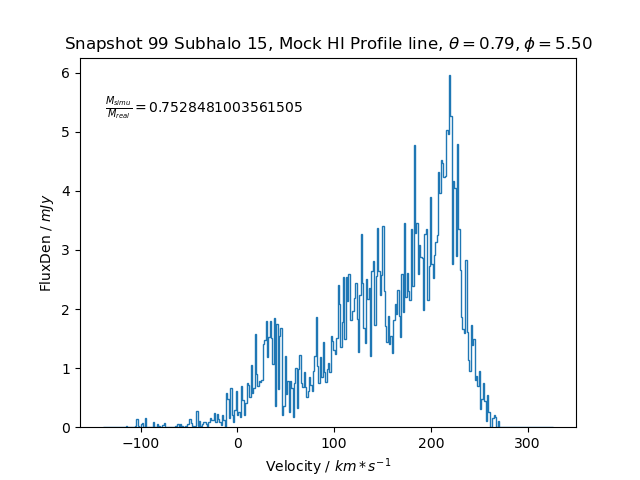 Snapshot 99 Subhalo 15, Mock HI Profile line, θ = 0.79, ϕ = 5.50
M_simu/M_real = 0.7528481003561505
FluxDen / mJy
6
5
4
3
2
1
0
−100 0 100 200 300
Velocity / km * s⁻¹